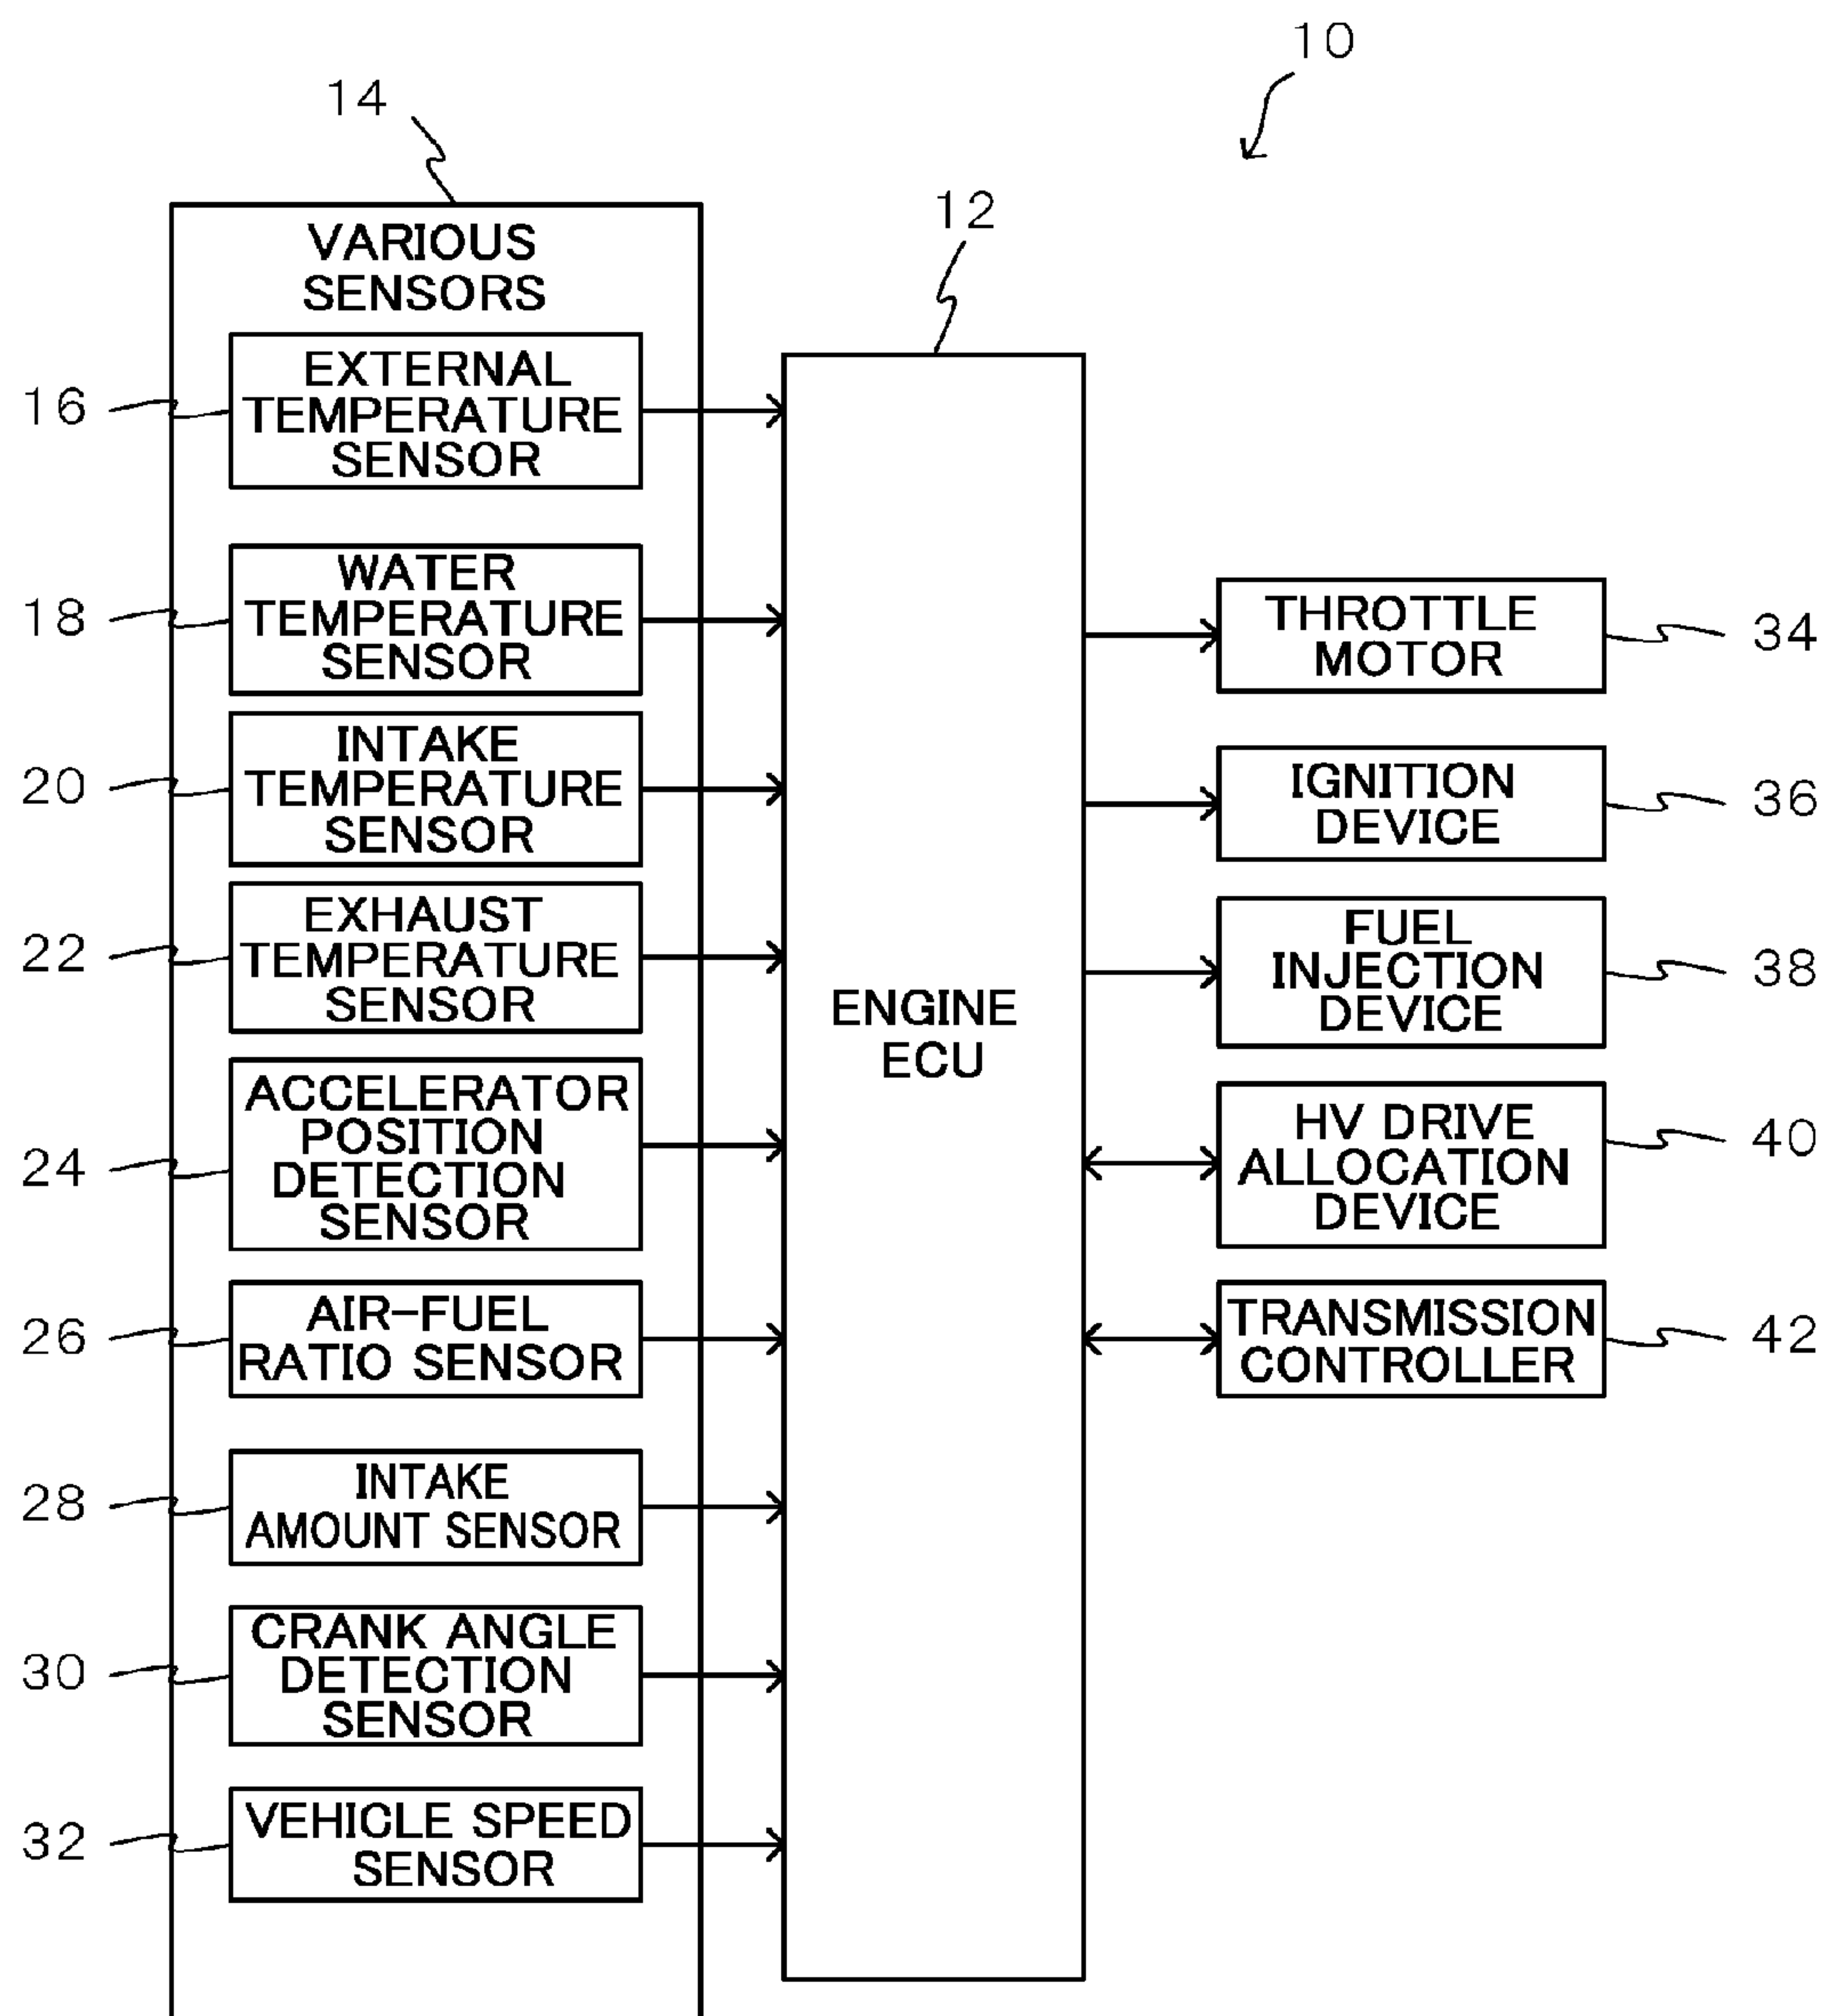 10
14
12
VARIOUS
SENSORS
16
EXTERNAL
TEMPERATURE
SENSOR
18
WATER
TEMPERATURE
SENSOR
20
INTAKE
TEMPERATURE
SENSOR
22
EXHAUST
TEMPERATURE
SENSOR
24
ACCELERATOR
POSITION
DETECTION
SENSOR
26
AIR-FUEL
RATIO SENSOR
28
INTAKE
AMOUNT SENSOR
30
CRANK ANGLE
DETECTION
SENSOR
32
VEHICLE SPEED
SENSOR
ENGINE
ECU
THROTTLE
MOTOR
34
IGNITION
DEVICE
36
FUEL
INJECTION
DEVICE
38
HV DRIVE
ALLOCATION
DEVICE
40
TRANSMISSION
CONTROLLER
42